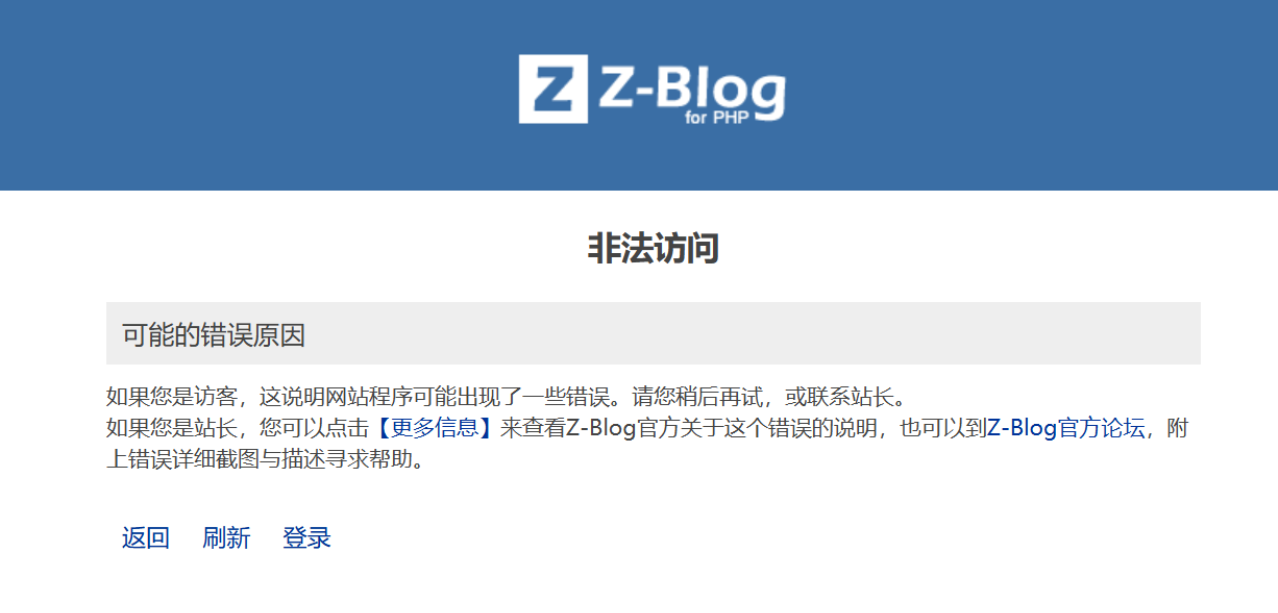 Z Z-Blog
for PHP
非法访问
可能的错误原因
如果您是访客，这说明网站程序可能出现了一些错误。请您稍后再试，或联系站长。
如果您是站长，您可以点击【更多信息】来查看Z-Blog官方关于这个错误的说明，也可以到Z-Blog官方论坛，附
上错误详细截图与描述寻求帮助。
返回 刷新 登录